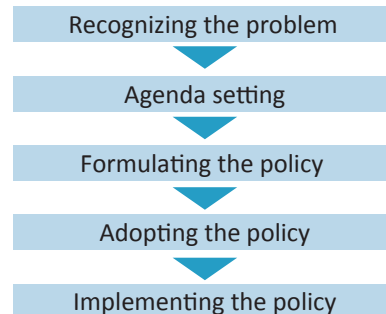 Recognizing the problem
Agenda setting
Formulating the policy
Adopting the policy
Implementing the policy